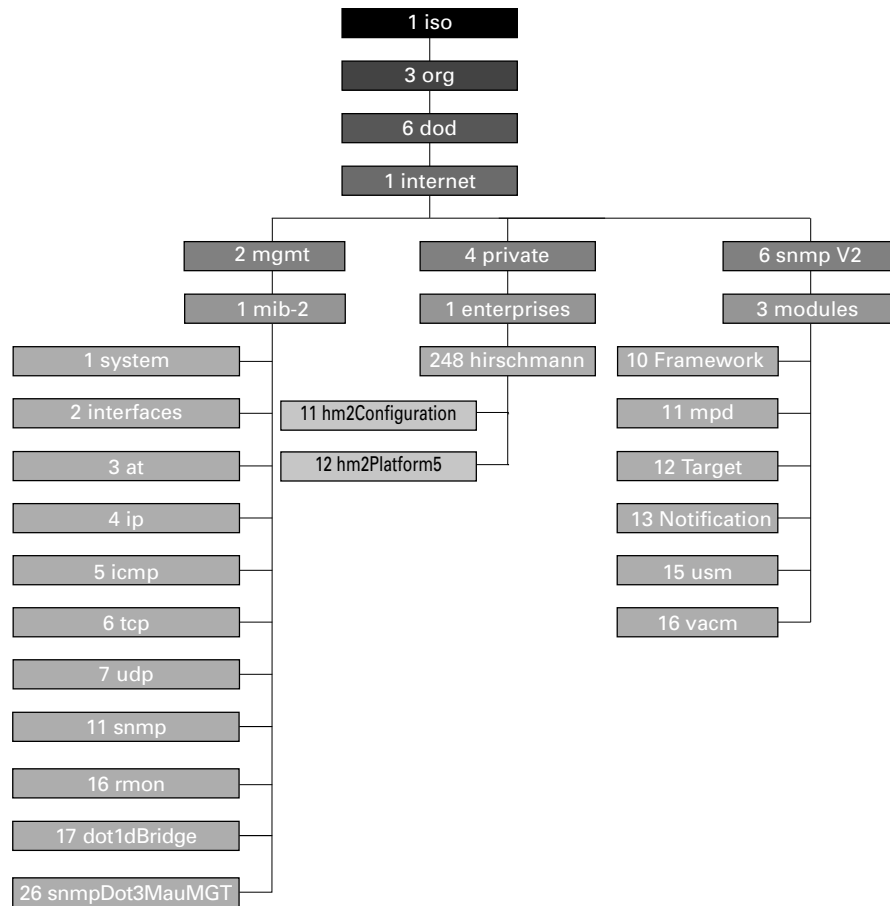 1 iso
3 org
6 dod
1 internet
2 mgmt
4 private
6 snmp V2
1 mib-2
1 enterprises
3 modules
1 system
248 hirschmann
10 Framework
2 interfaces
11 hm2Configuration
11 mpd
3 at
12 hm2Platform5
12 Target
4 ip
13 Notification
5 icmp
15 usm
6 tcp
16 vacm
7 udp
11 snmp
16 rmon
17 dot1dBridge
26 snmpDot3MauMGT